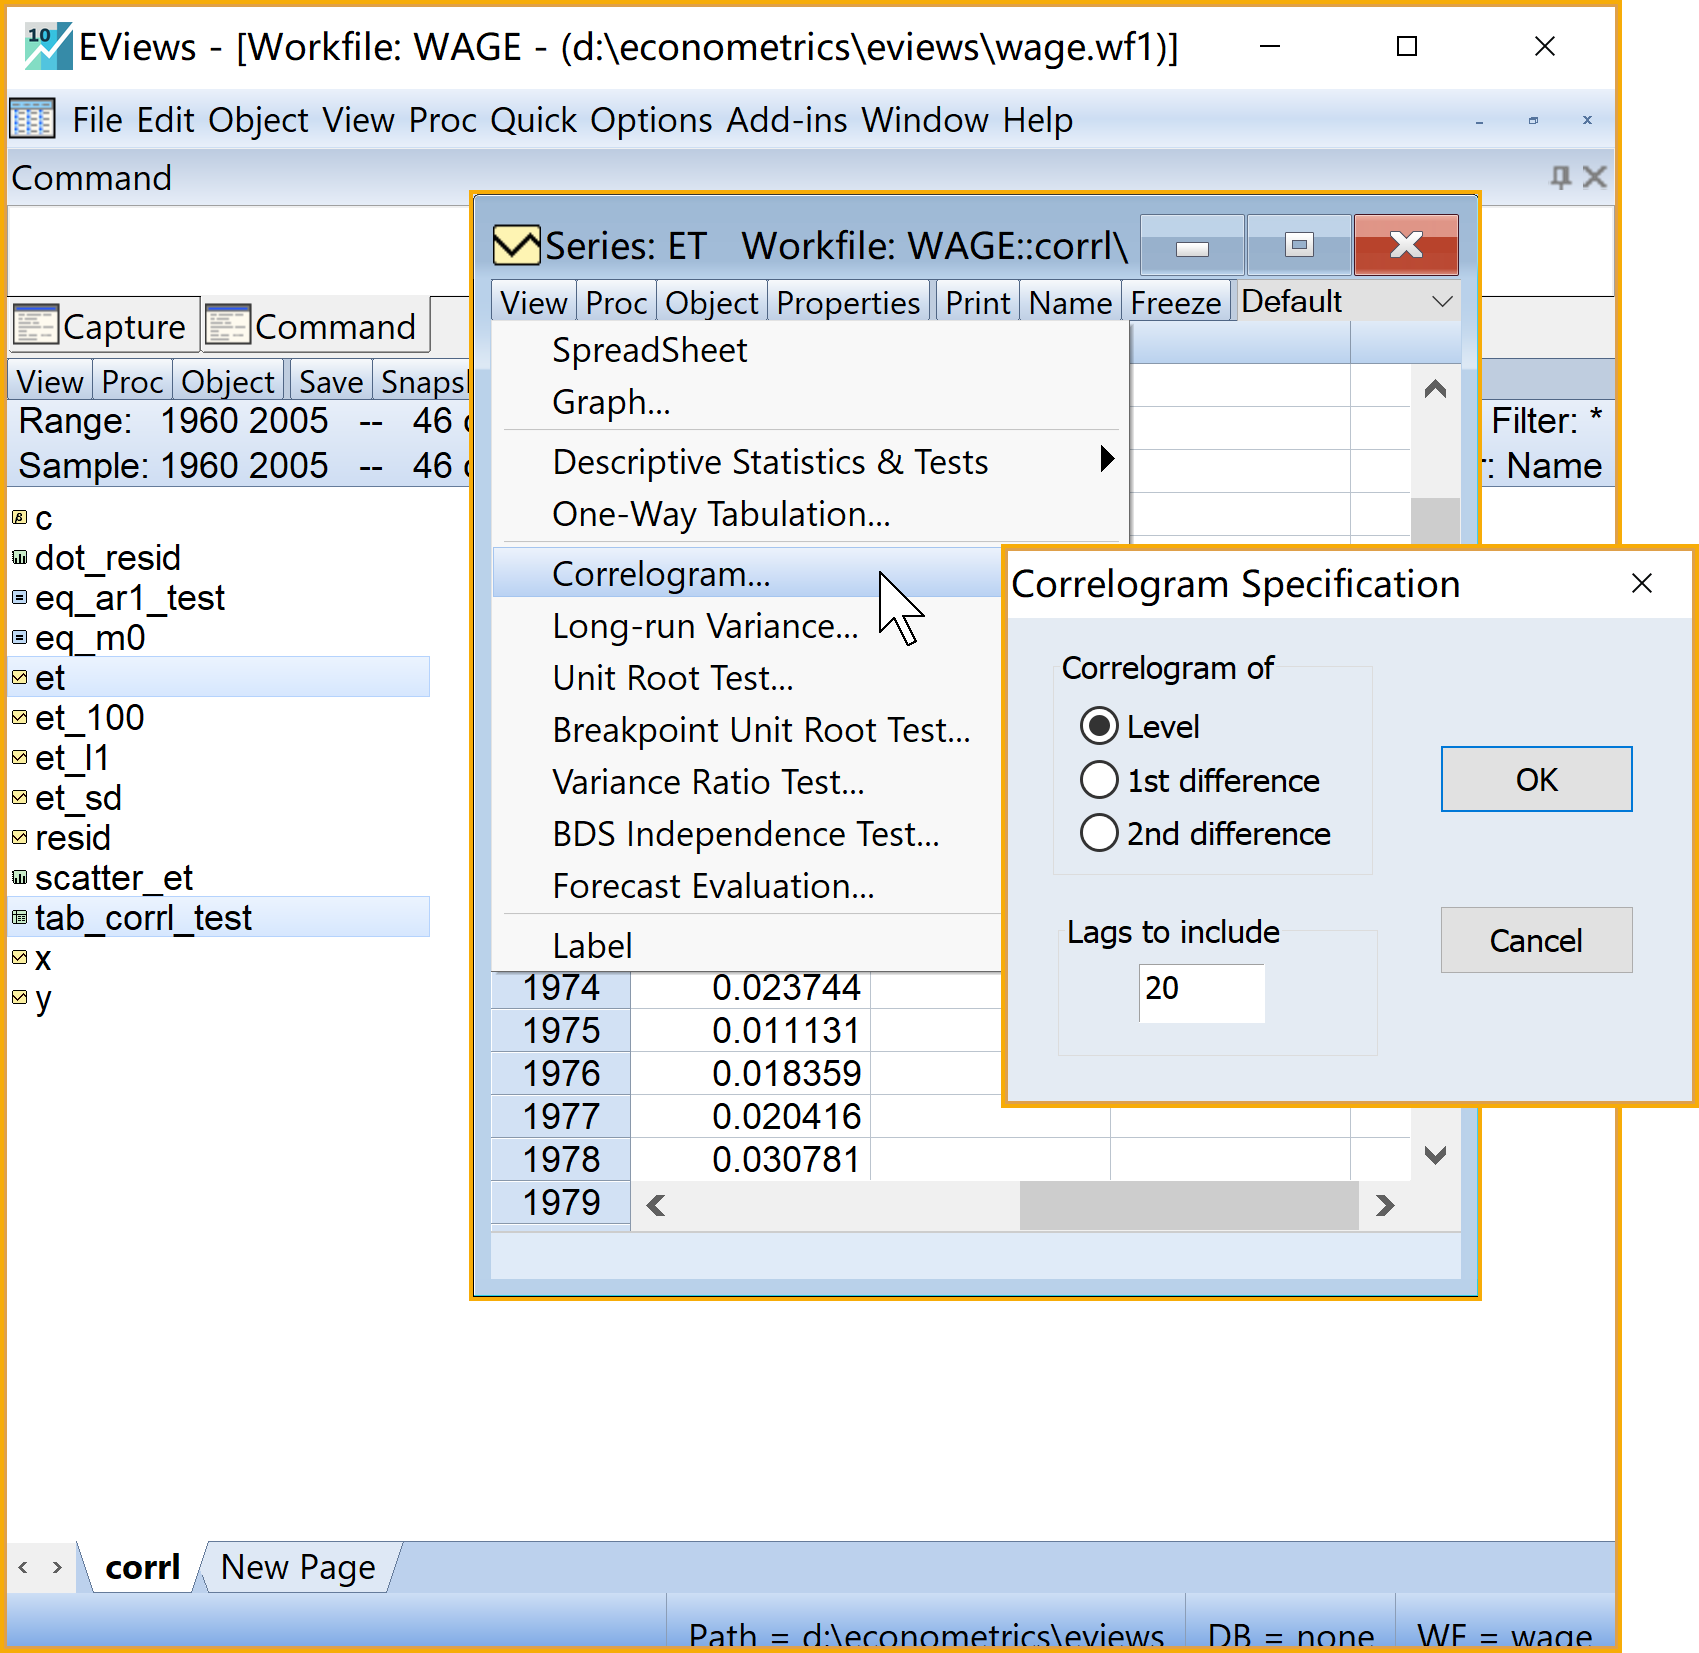 10
EViews - [Workfile: WAGE - (d:\econometrics\eviews\wage.wf1)]
File Edit Object View Proc Quick Options Add-ins Window Help
Command
Capture Command
View Proc Object Save
Range: 1960 2005 -- 46
Filter: *
Sample: 1960 2005 -- 46
Name
c
dot_resid
eq_ar1_test
eq_m0
et
et_100
et_l1
et_sd
resid
scatter_et
tab_corrl_test
x
y
Series: ET Workfile: WAGE::corrl\
View Proc Object Properties Print Name Freeze Default
SpreadSheet
Graph...
Descriptive Statistics & Tests
One-Way Tabulation...
Correlogram...
Long-run Variance...
Unit Root Test...
Breakpoint Unit Root Test...
Variance Ratio Test...
BDS Independence Test...
Forecast Evaluation...
Label
1974 0.023744
1975 0.011131
1976 0.018359
1977 0.020416
1978 0.030781
1979
Correlogram Specification
Correlogram of
Level
1st difference
2nd difference
OK
Lags to include
20
Cancel
corrl New Page
Path = d:\econometrics\eviews DB = none WF = wage